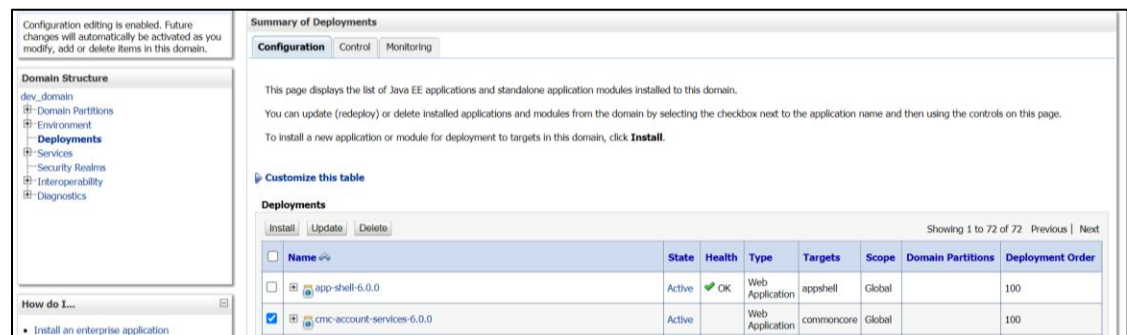 Configuration editing is enabled. Future
changes will automatically be activated as you
modify, add or delete items in this domain.
Domain Structure
dev_domain
Domain Partitions
Environment
Deployments
Services
Security Realms
Interoperability
Diagnostics
How do I...
Install an enterprise application
Summary of Deployments
Configuration Control Monitoring
This page displays the list of Java EE applications and standalone application modules installed to this domain.
You can update (redeploy) or delete installed applications and modules from the domain by selecting the checkbox next to the application name and then using the controls on this page.
To install a new application or module for deployment to targets in this domain, click Install.
Customize this table
Deployments
Install Update Delete Showing 1 to 72 of 72 Previous | Next
Name State Health Type Targets Scope Domain Partitions Deployment Order
app-shell-6.0.0 Active OK Web Application appshell Global 100
cmc-account-services-6.0.0 Active Web Application commoncore Global 100